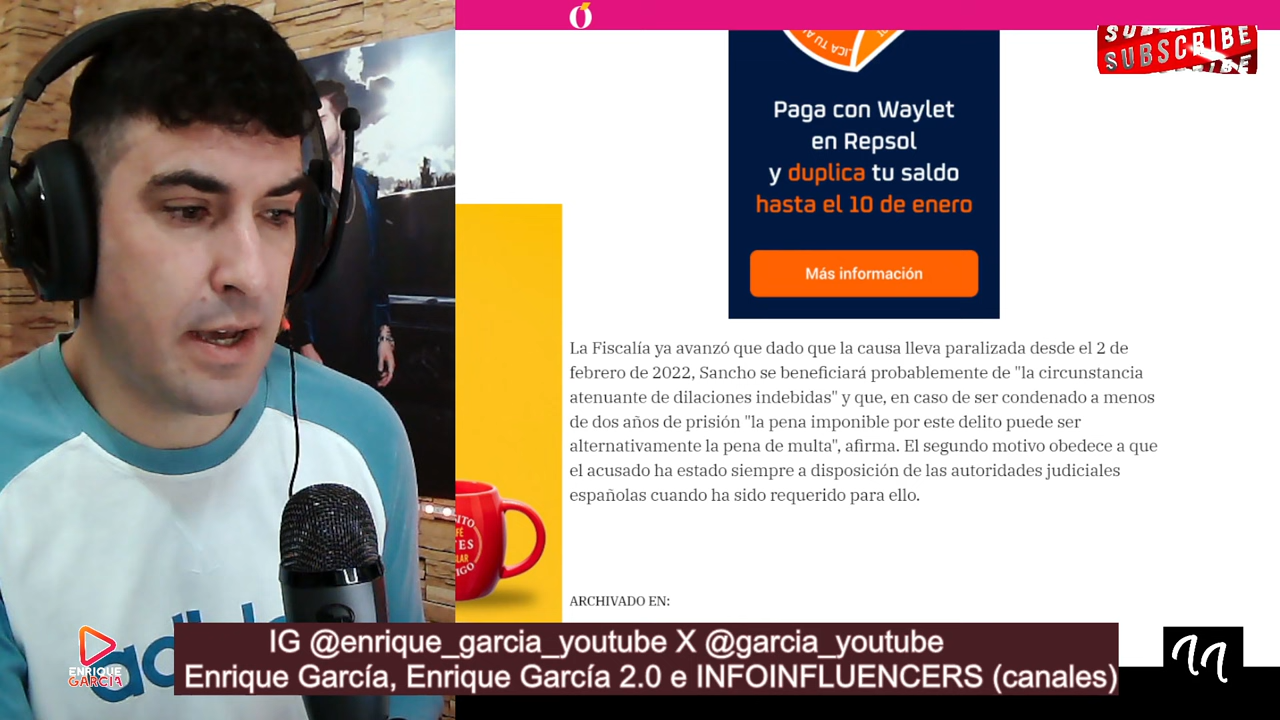 SUBSCRIBE
Paga con Waylet
en Repsol
y duplica tu saldo
hasta el 10 de enero
Más información
La Fiscalía ya avanzó que dado que la causa lleva paralizada desde el 2 de
febrero de 2022, Sancho se beneficiará probablemente de "la circunstancia
atenuante de dilaciones indebidas" y que, en caso de ser condenado a menos
de dos años de prisión "la pena imponible por este delito puede ser
alternativamente la pena de multa", afirma. El segundo motivo obedece a que
el acusado ha estado siempre a disposición de las autoridades judiciales
españolas cuando ha sido requerido para ello.
ARCHIVADO EN:
IG @enrique_garcia_youtube X @garcia_youtube
Enrique García, Enrique García 2.0 e INFOINFLUENCERS (canales)
ENRIQUE
GARCÍA